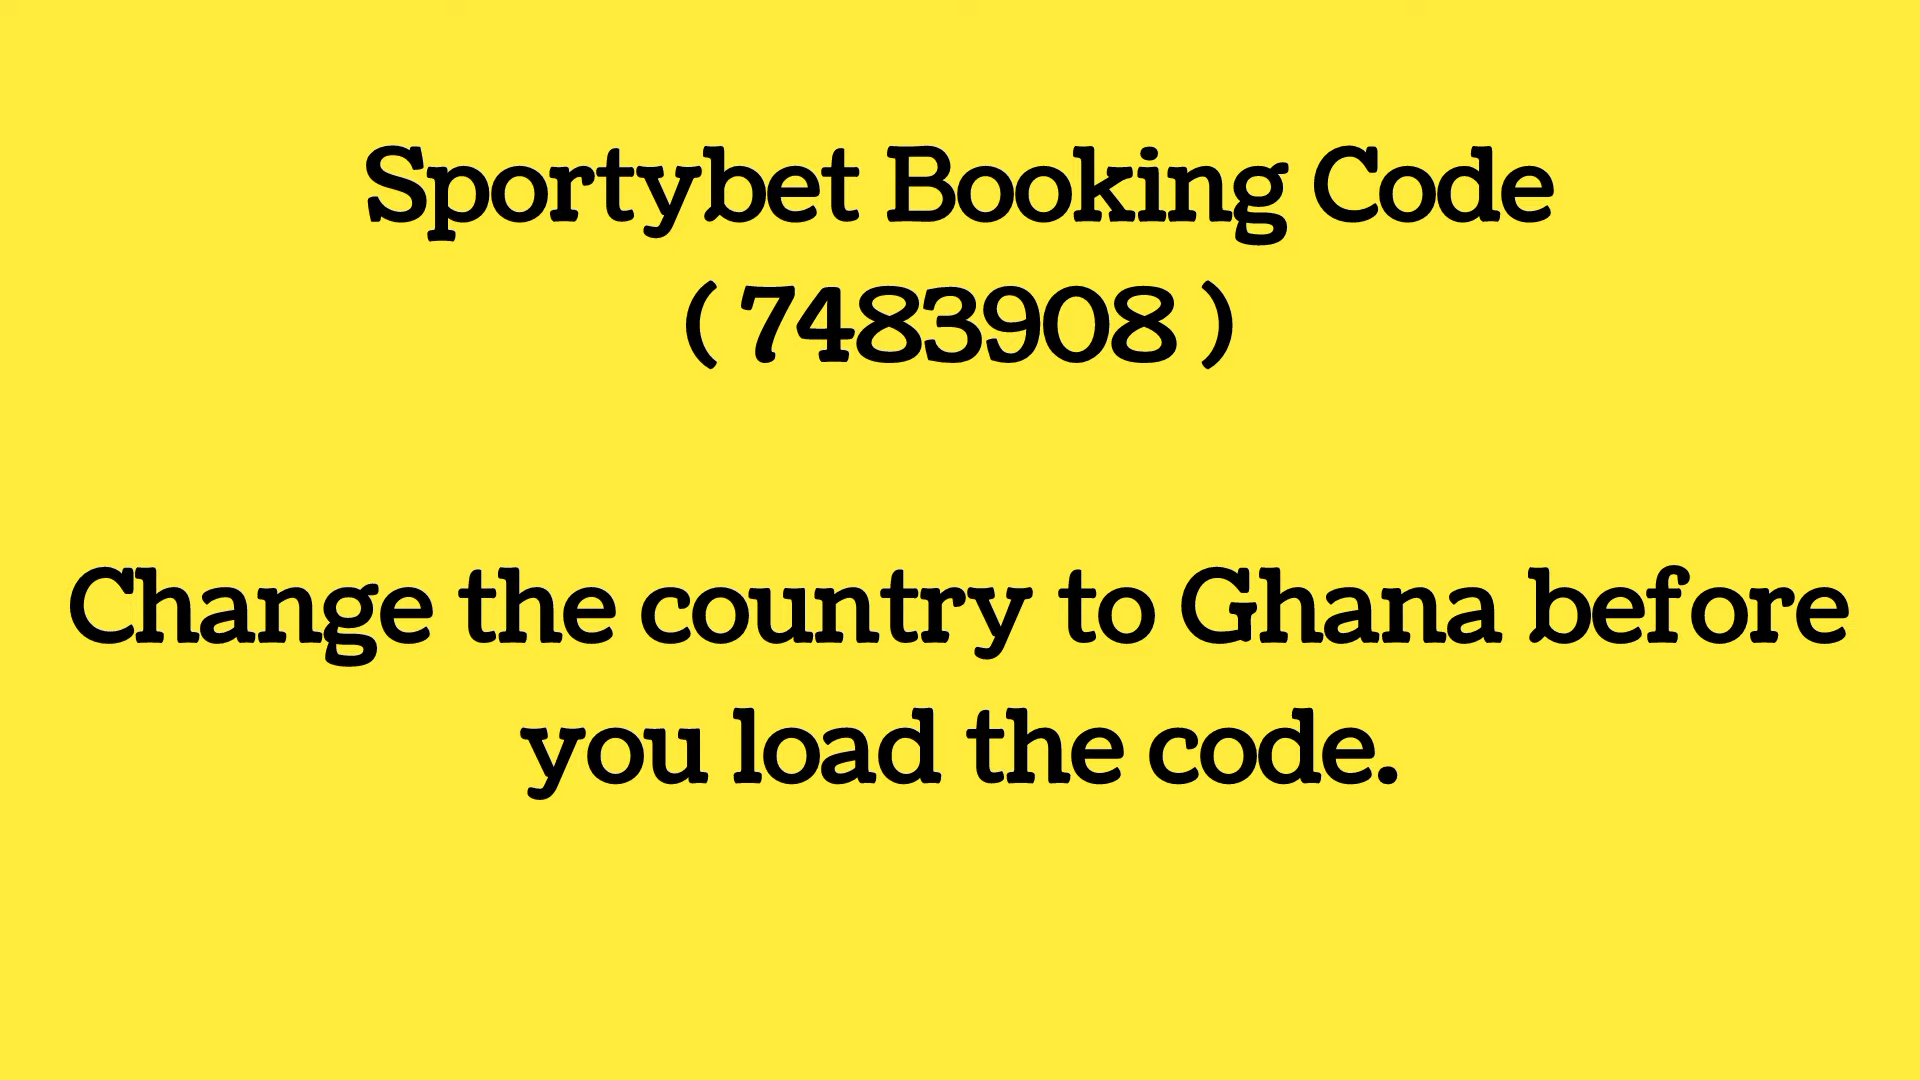 Sportybet Booking Code
( 7483908 )
Change the country to Ghana before
you load the code.